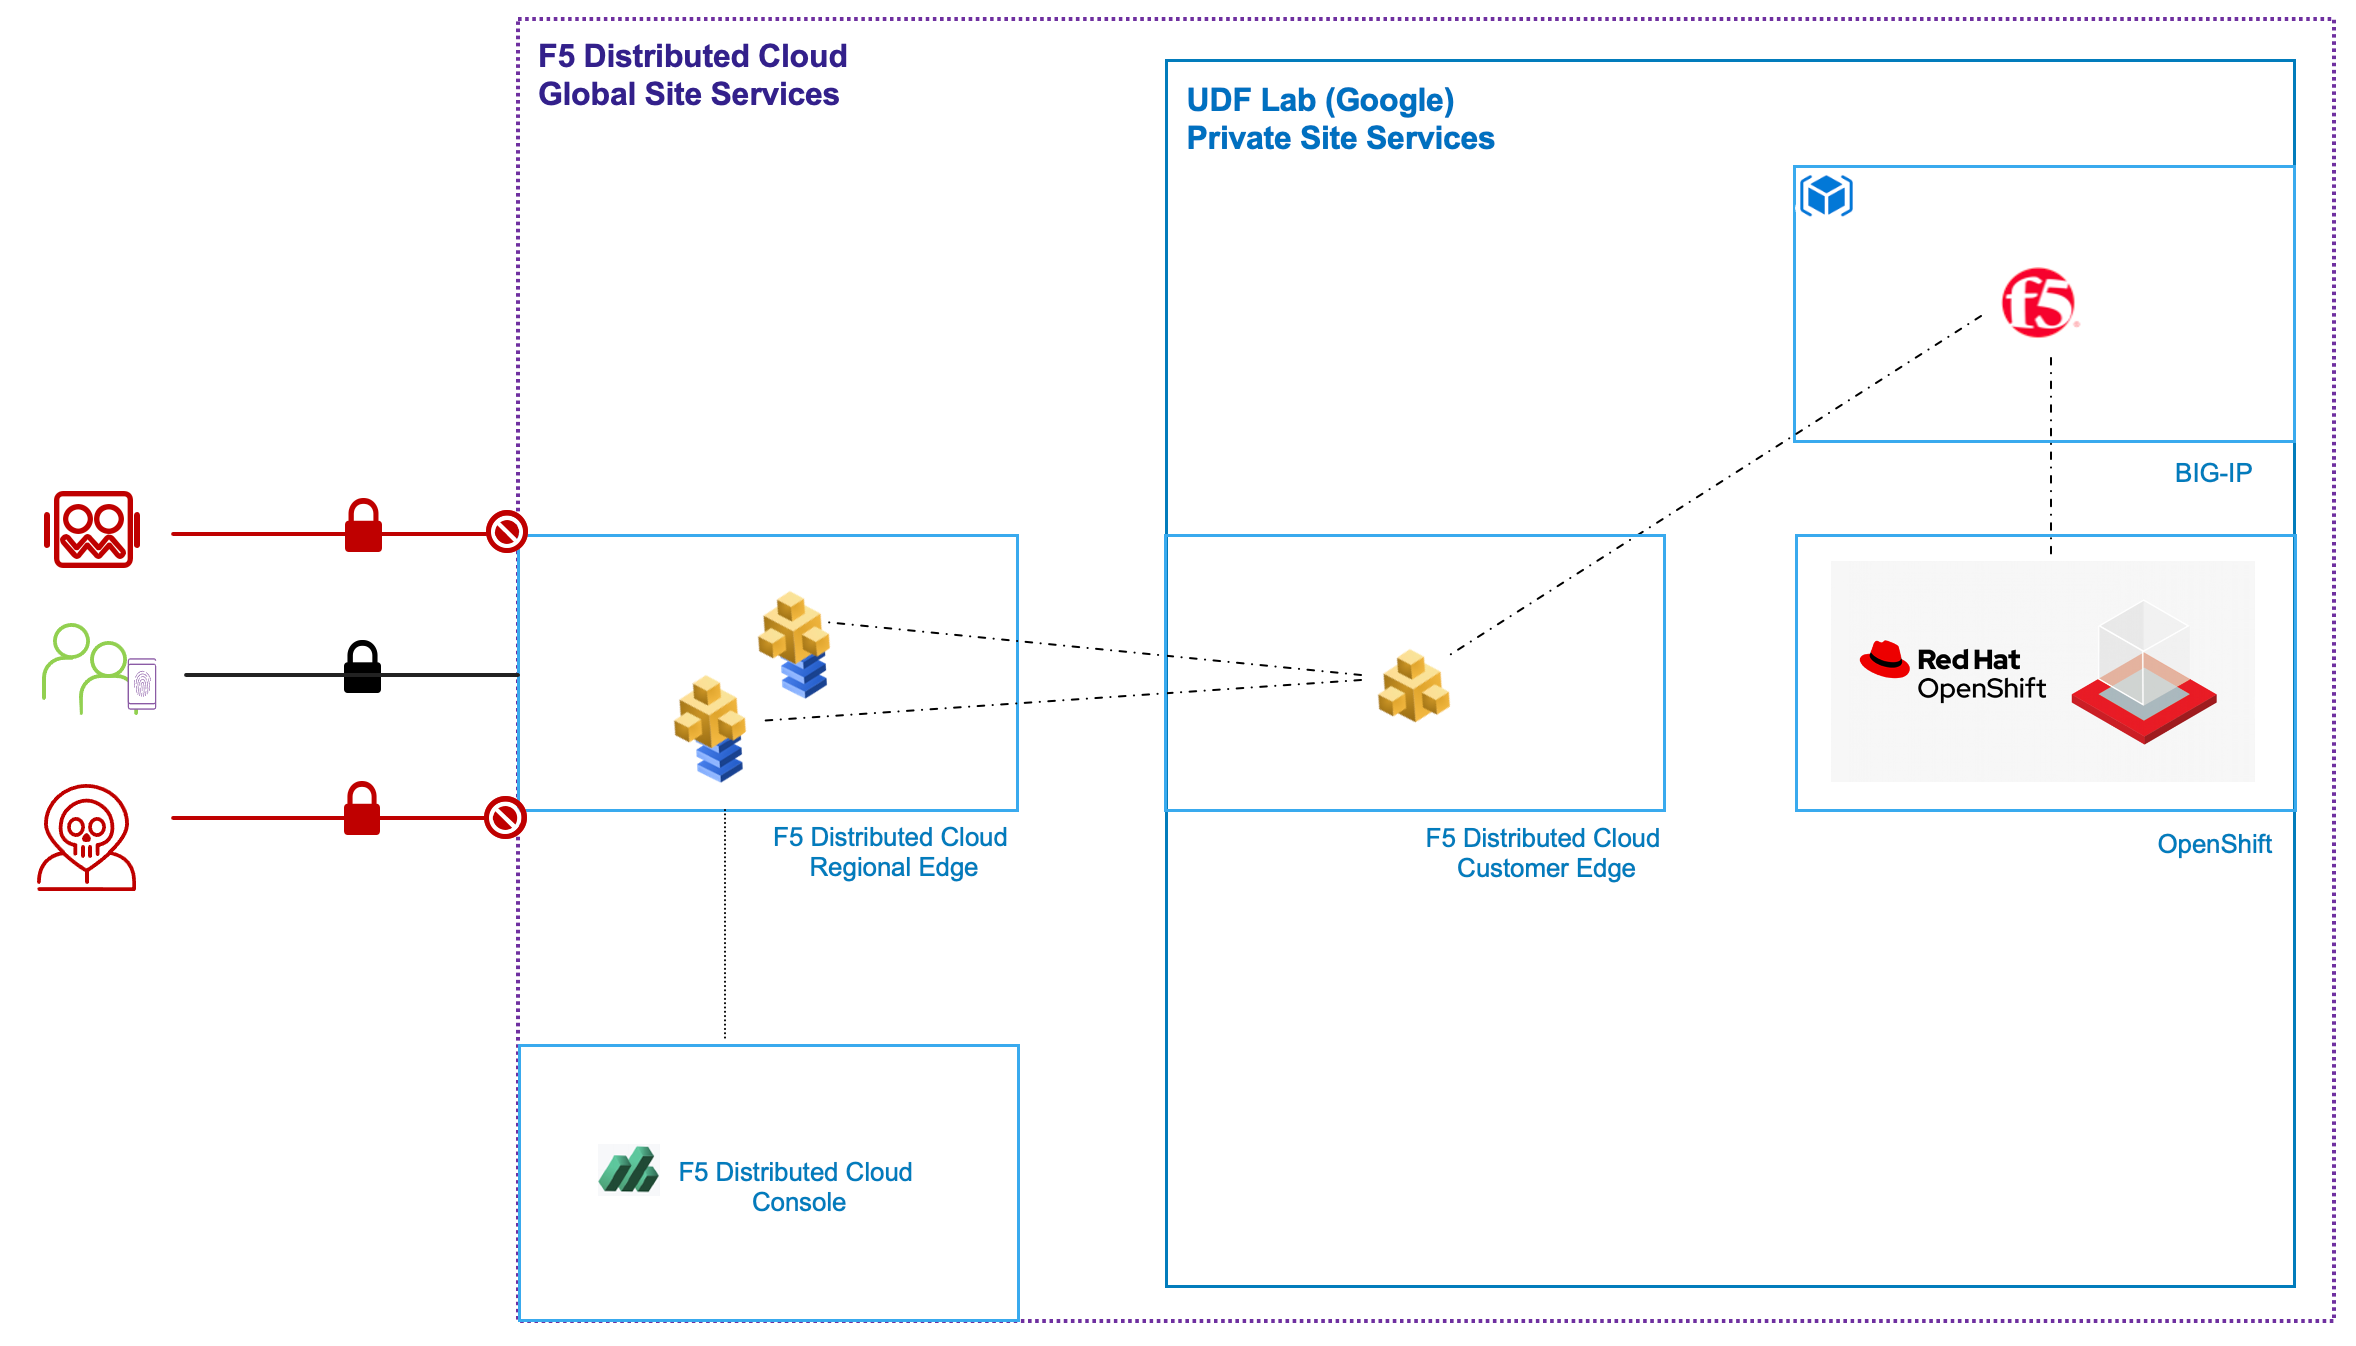 F5 Distributed Cloud
Global Site Services
UDF Lab (Google)
Private Site Services
f5
BIG-IP
Red Hat
OpenShift
F5 Distributed Cloud
Regional Edge
F5 Distributed Cloud
Customer Edge
OpenShift
F5 Distributed Cloud
Console